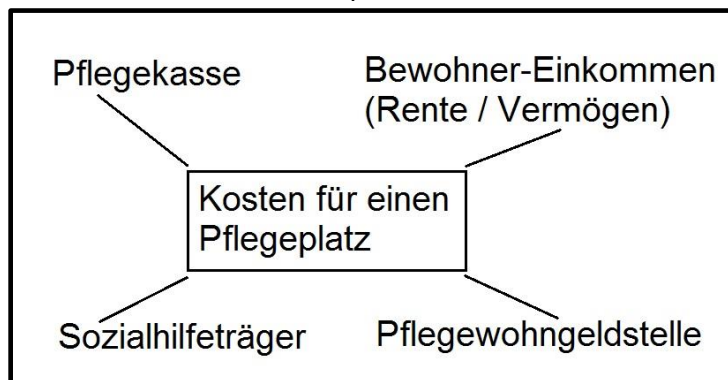 Pflegekasse
Bewohner-Einkommen
(Rente / Vermögen)
Kosten für einen
Pflegeplatz
Sozialhilfeträger
Pflegewohngeldstelle